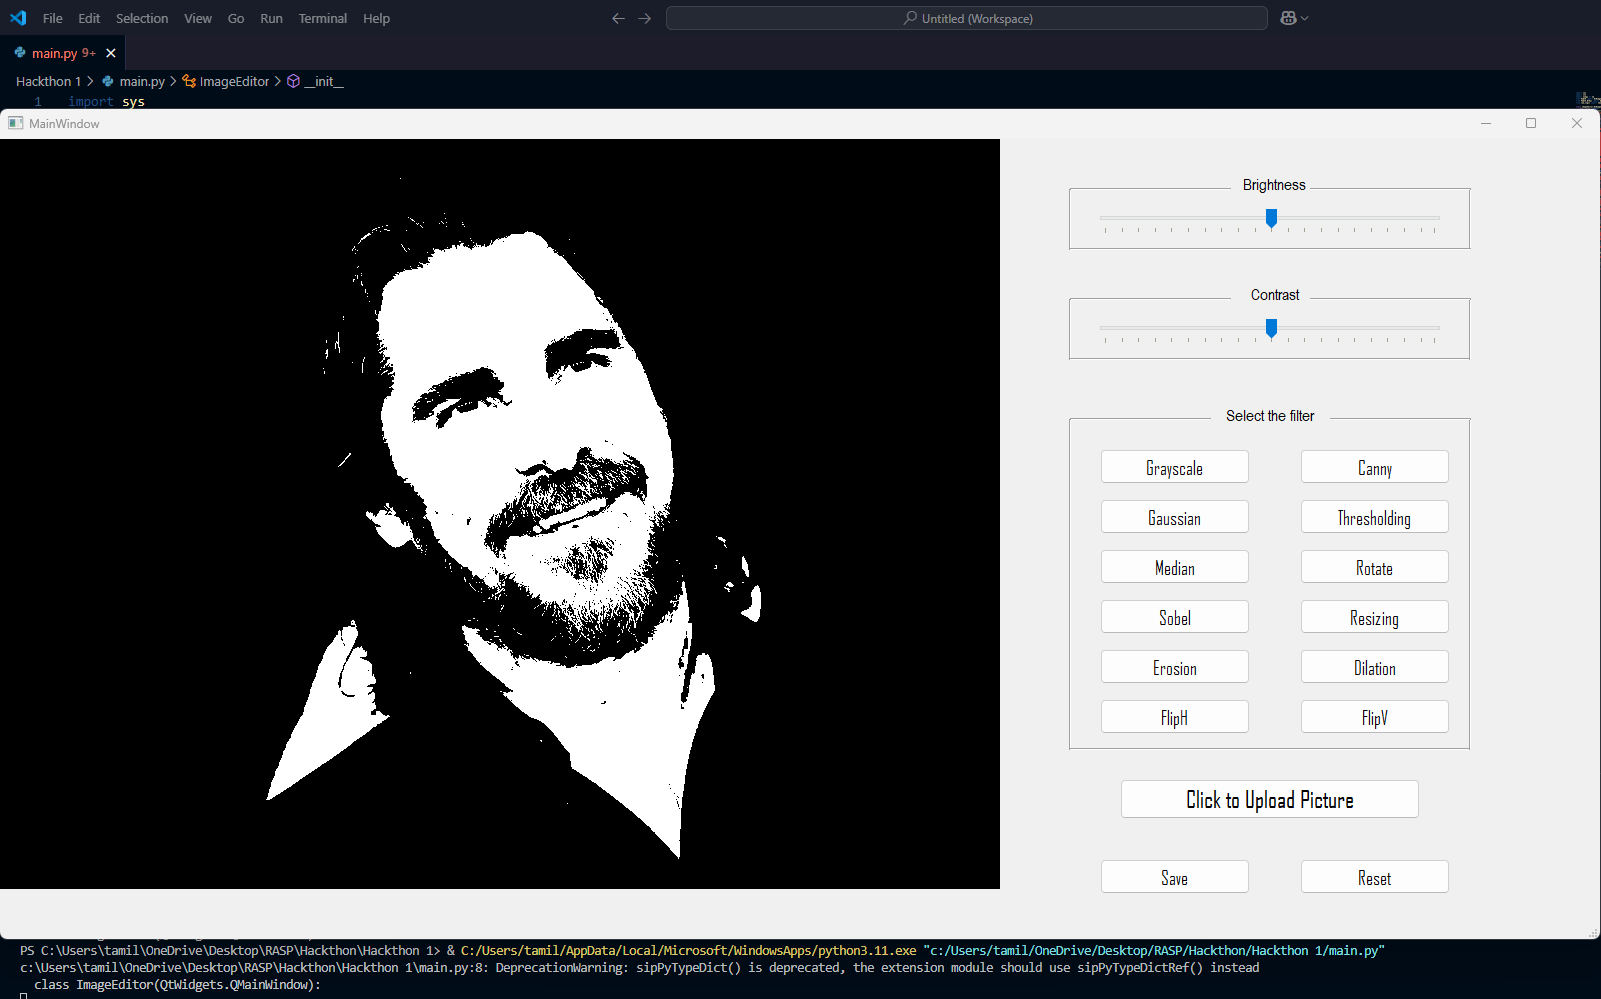 File Edit Selection View Go Run Terminal Help
Untitled (Workspace)
main.py 9+
Hackthon 1 > main.py > ImageEditor > __init__
1 import sys
MainWindow
Brightness
Contrast
Select the filter
Grayscale Canny
Gaussian Thresholding
Median Rotate
Sobel Resizing
Erosion Dilation
FlipH FlipV
Click to Upload Picture
Save Reset
PS C:\Users\tamil\OneDrive\Desktop\RASP\Hackthon\Hackthon 1> & C:/Users/tamil/AppData/Local/Microsoft/WindowsApps/python3.11.exe "c:/Users/tamil/OneDrive/Desktop/RASP/Hackthon/Hackthon 1/main.py"
c:\Users\tamil\OneDrive\Desktop\RASP\Hackthon\Hackthon 1\main.py:8: DeprecationWarning: sipPyTypeDict() is deprecated, the extension module should use sipPyTypeDictRef() instead
class ImageEditor(QtWidgets.QMainWindow):